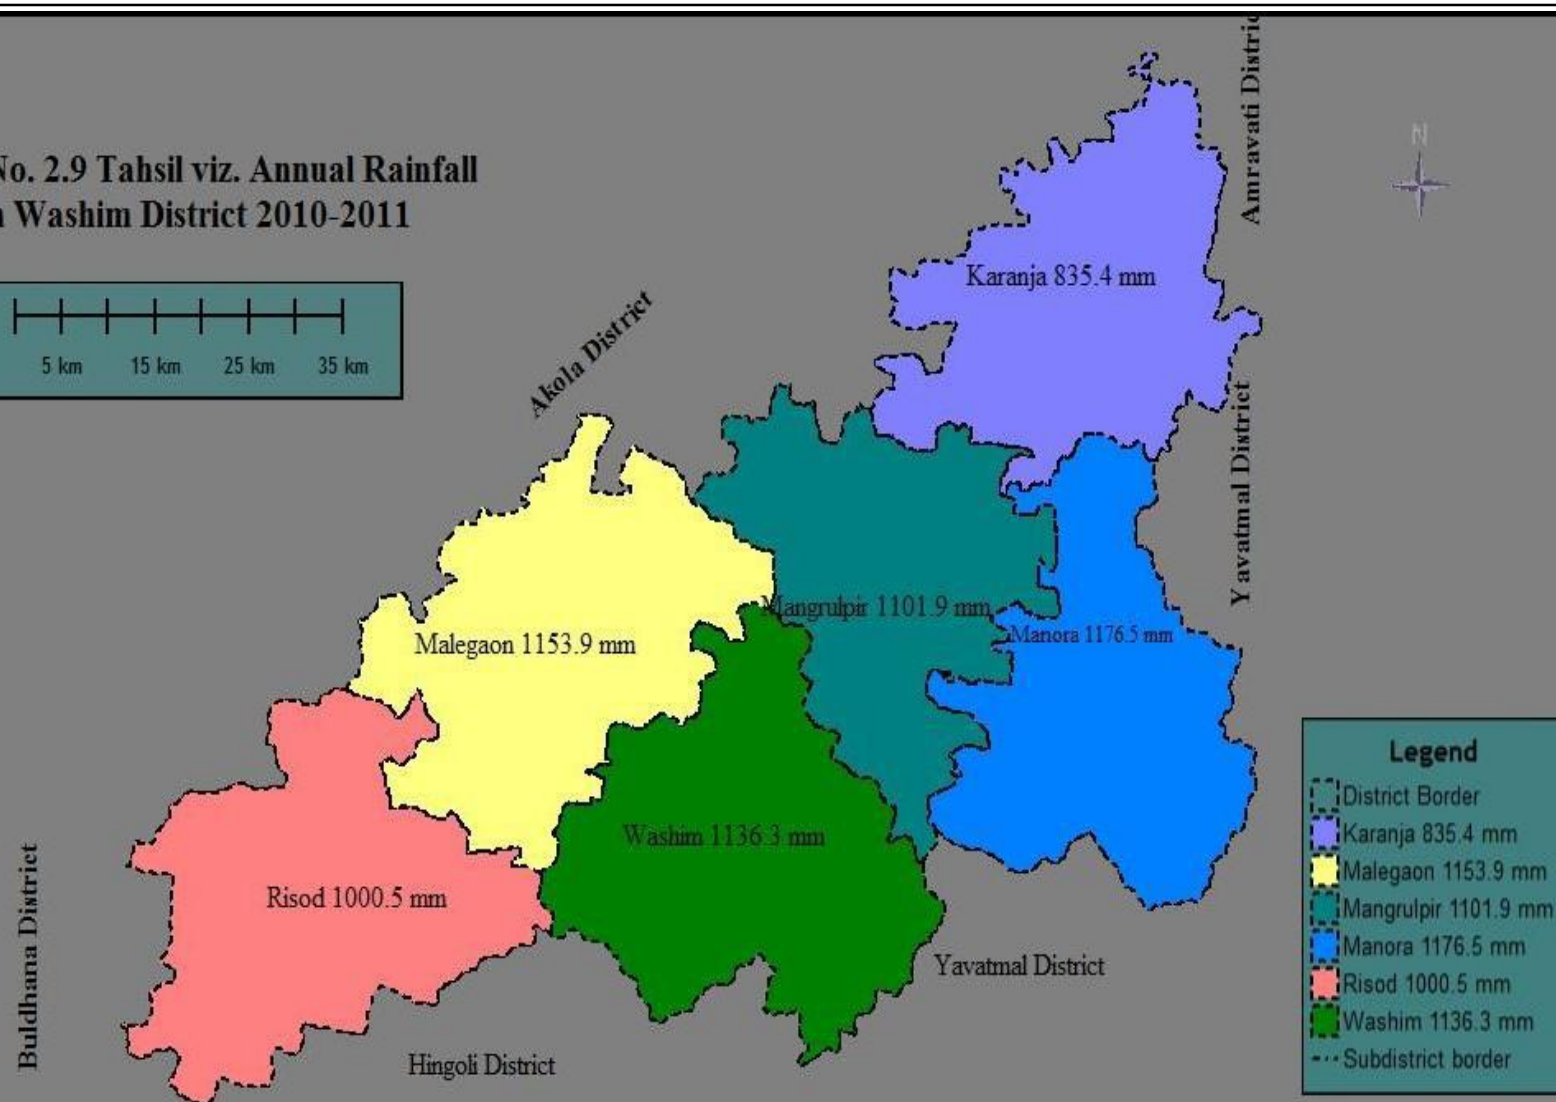 No. 2.9 Tahsil viz. Annual Rainfall
Washim District 2010-2011
5 km 15 km 25 km 35 km
Akola District
Amravati District
N
Karanja 835.4 mm
Yavatmal District
Mangrulpir 1101.9 mm
Manora 1176.5 mm
Malegaon 1153.9 mm
Washim 1136.3 mm
Risod 1000.5 mm
Buldhana District
Hingoli District
Yavatmal District
Legend
District Border
Karanja 835.4 mm
Malegaon 1153.9 mm
Mangrulpir 1101.9 mm
Manora 1176.5 mm
Risod 1000.5 mm
Washim 1136.3 mm
Subdistrict border